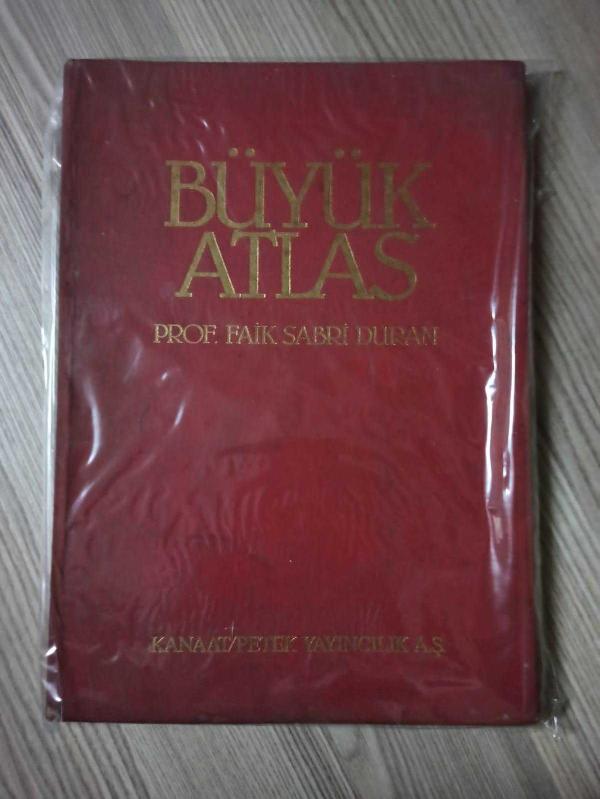 BÜYÜK
ATLAS
PROF. FAİK SABRİ DURAN
KANAAT/PETEK YAYINCILIK A.Ş.